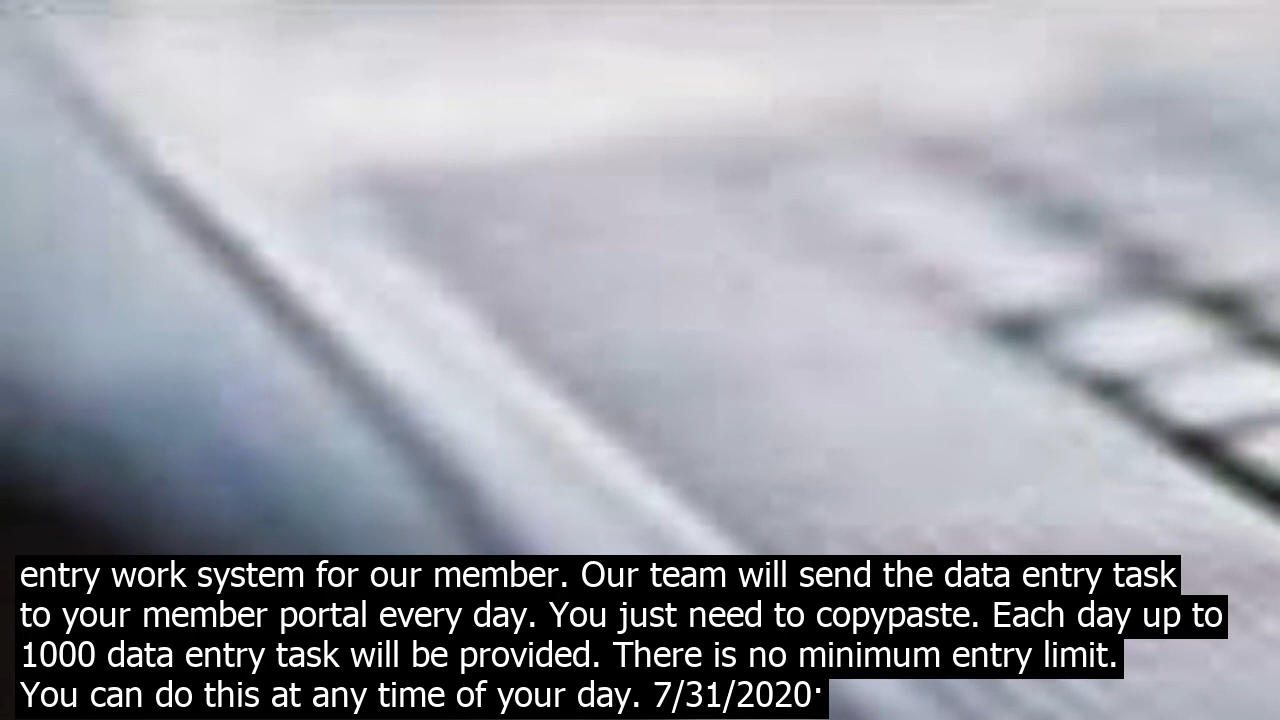 entry work system for our member. Our team will send the data entry task
to your member portal every day. You just need to copypaste. Each day up to
1000 data entry task will be provided. There is no minimum entry limit.
You can do this at any time of your day. 7/31/2020·